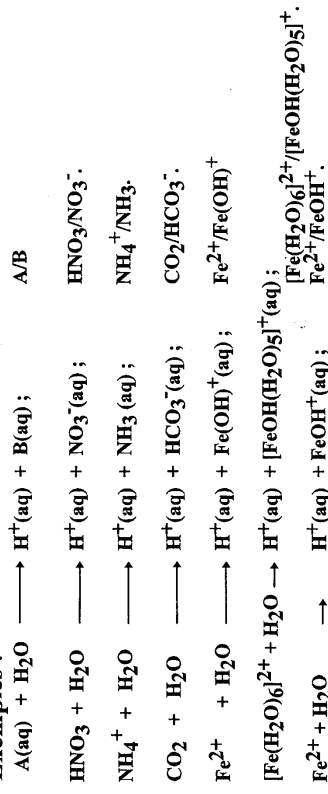 Exemples :
A(aq) + H₂O ⟶ H⁺(aq) + B(aq) ; A/B
HNO₃ + H₂O ⟶ H⁺(aq) + NO₃⁻(aq) ; HNO₃/NO₃⁻.
NH₄⁺ + H₂O ⟶ H⁺(aq) + NH₃ (aq) ; NH₄⁺/NH₃.
CO₂ + H₂O ⟶ H⁺(aq) + HCO₃⁻(aq) ; CO₂/HCO₃⁻.
Fe²⁺ + H₂O ⟶ H⁺(aq) + Fe(OH)⁺(aq) ; Fe²⁺/Fe(OH)⁺
[Fe(H₂O)₆]²⁺ + H₂O → H⁺(aq) + [FeOH(H₂O)₅]⁺(aq) ;
[Fe(H₂O)₆]²⁺/[FeOH(H₂O)₅]⁺.
Fe²⁺ + H₂O → H⁺(aq) + FeOH⁺(aq) ; Fe²⁺/FeOH⁺.